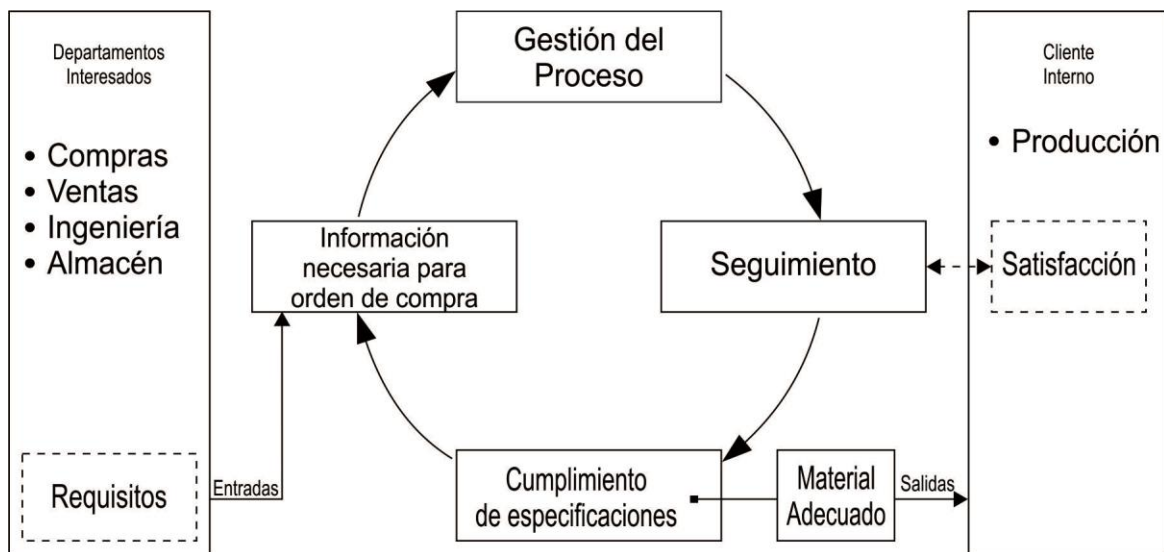 Departamentos
Interesados
• Compras
• Ventas
• Ingeniería
• Almacén
Requisitos
Entradas
Gestión del
Proceso
Información
necesaria para
orden de compra
Seguimiento
Cumplimiento
de especificaciones
Material
Adecuado
Salidas
Cliente
Interno
• Producción
Satisfacción